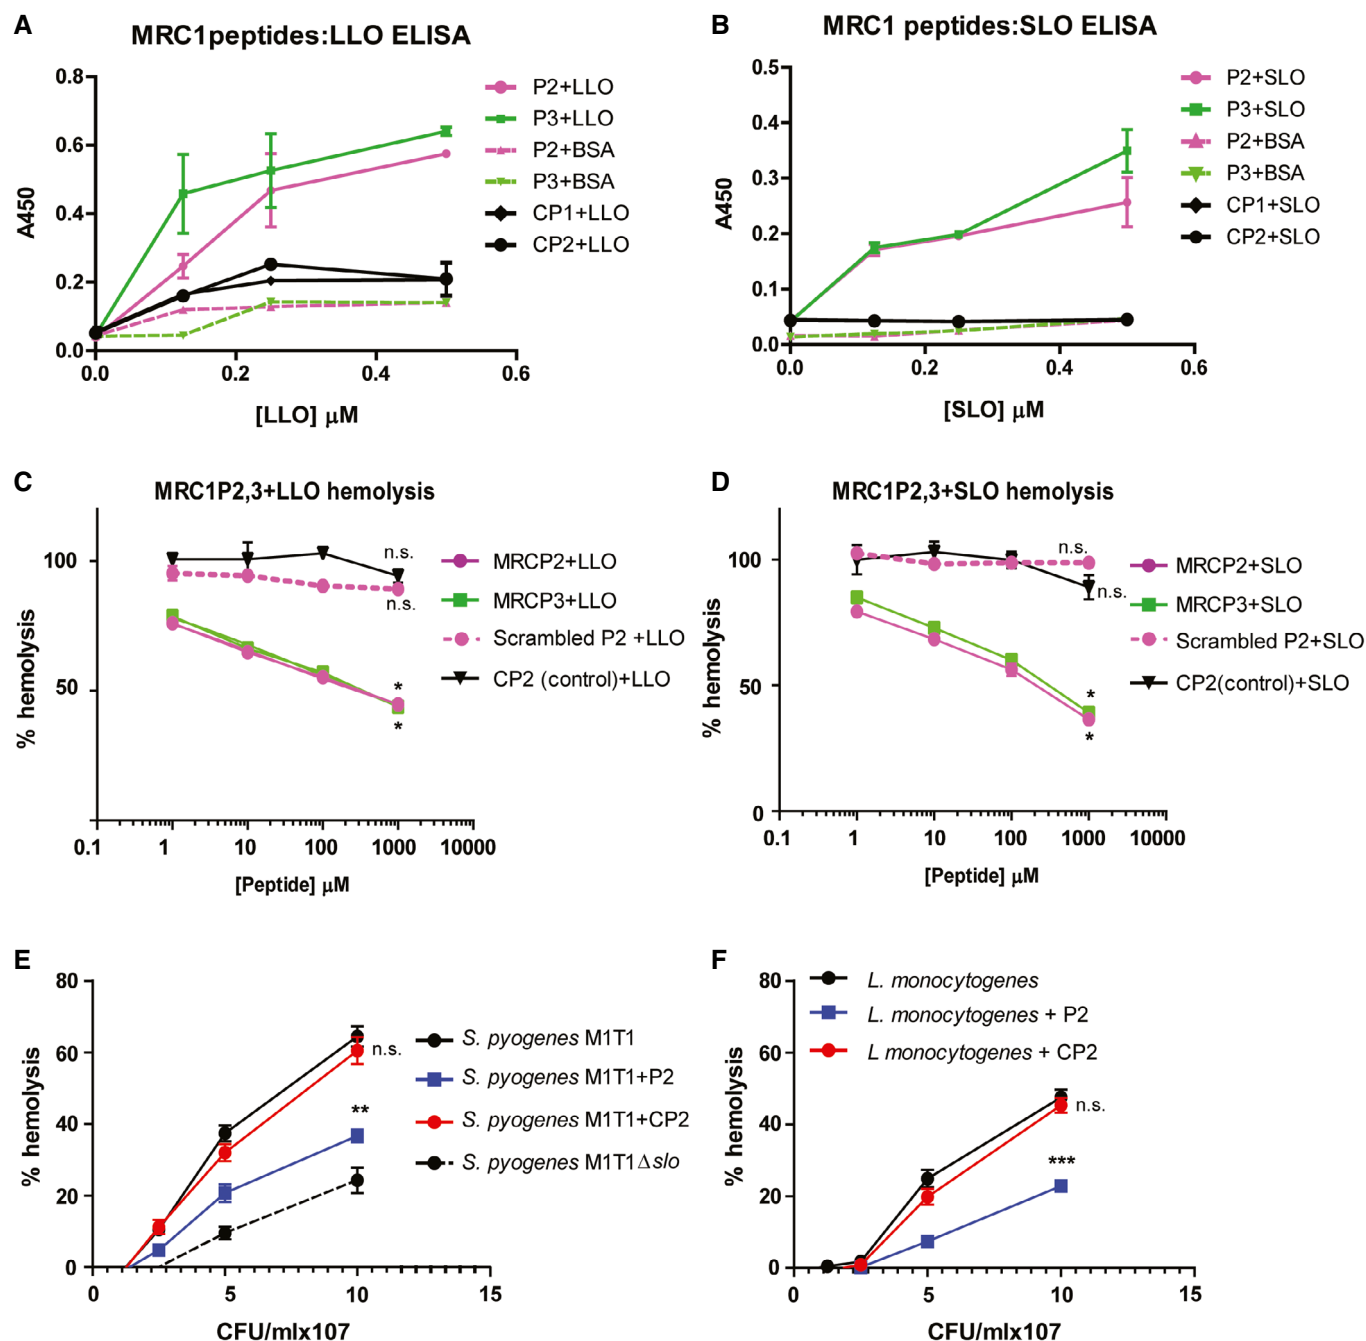 A
MRC1peptides:LLO ELISA
0.8
0.6
0.4
0.2
0.0
A450
0.0 0.2 0.4 0.6
[LLO] μM
P2+LLO
P3+LLO
P2+BSA
P3+BSA
CP1+LLO
CP2+LLO
B
MRC1 peptides:SLO ELISA
0.5
0.4
0.3
0.2
0.1
0.0
A450
0.0 0.2 0.4 0.6
[SLO] μM
P2+SLO
P3+SLO
P2+BSA
P3+BSA
CP1+SLO
CP2+SLO
C
MRC1P2,3+LLO hemolysis
100
50
% hemolysis
n.s.
n.s.
*
*
0.1 1 10 100 1000 10000
[Peptide] μM
MRCP2+LLO
MRCP3+LLO
Scrambled P2 +LLO
CP2 (control)+LLO
D
MRC1P2,3+SLO hemolysis
100
50
0
% hemolysis
n.s.
n.s.
*
*
0.1 1 10 100 1000 10000
[Peptide] μM
MRCP2+SLO
MRCP3+SLO
Scrambled P2+SLO
CP2(control)+SLO
E
80
60
40
20
0
% hemolysis
n.s.
**
0 5 10 15
CFU/mlx107
S. pyogenes M1T1
S. pyogenes M1T1+P2
S. pyogenes M1T1+CP2
S. pyogenes M1T1Δslo
F
80
60
40
20
0
% hemolysis
L. monocytogenes
L. monocytogenes + P2
L monocytogenes + CP2
n.s.
***
0 5 10 15
CFU/mlx107